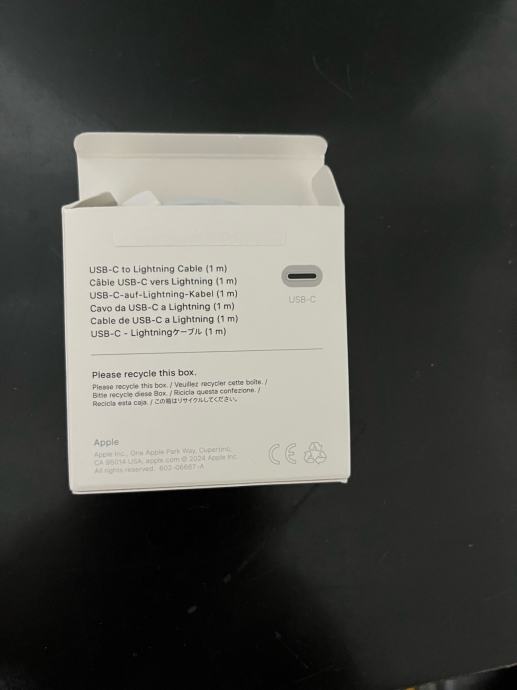 USB-C to Lightning Cable (1 m)
Câble USB-C vers Lightning (1 m)
USB-C-auf-Lightning-Kabel (1 m)
Cavo da USB-C a Lightning (1 m)
Cable de USB-C a Lightning (1 m)
USB-C - Lightningケーブル (1 m)
USB-C
Please recycle this box.
Please recycle this box. / Veuillez recycler cette boîte. /
Bitte recycle diese Box. / Ricicla questa confezione. /
Recicla esta caja. / この箱はリサイクルしてください。
Apple
Apple Inc., One Apple Park Way, Cupertino,
CA 95014 USA, apple.com © 2024 Apple Inc.
All rights reserved. 602-06667-A
CE